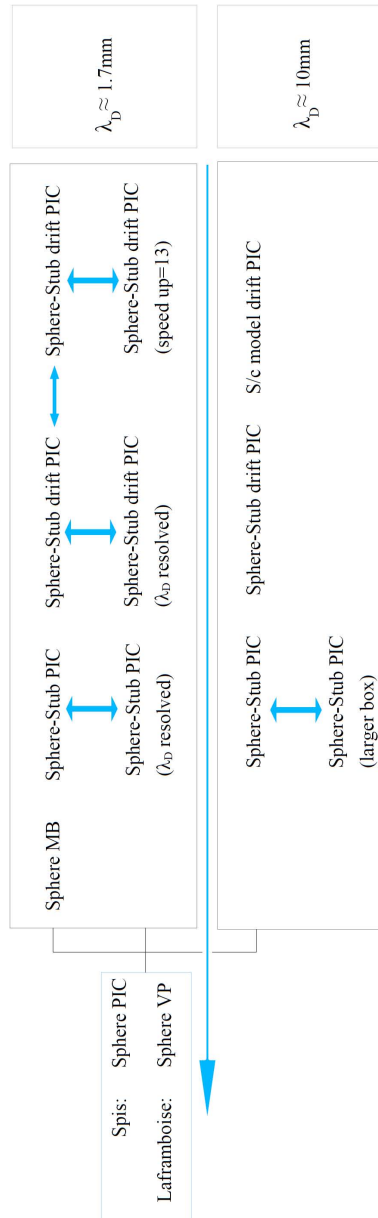 Spis: Sphere PIC
Laframboise: Sphere VP
Sphere MB
Sphere-Stub PIC
Sphere-Stub drift PIC
Sphere-Stub drift PIC
Sphere-Stub PIC
(λD resolved)
Sphere-Stub drift PIC
(λD resolved)
Sphere-Stub drift PIC
(speed up=13)
λD ≈ 1.7mm
Sphere-Stub PIC
Sphere-Stub drift PIC
S/c model drift PIC
Sphere-Stub PIC
(larger box)
λD ≈ 10mm